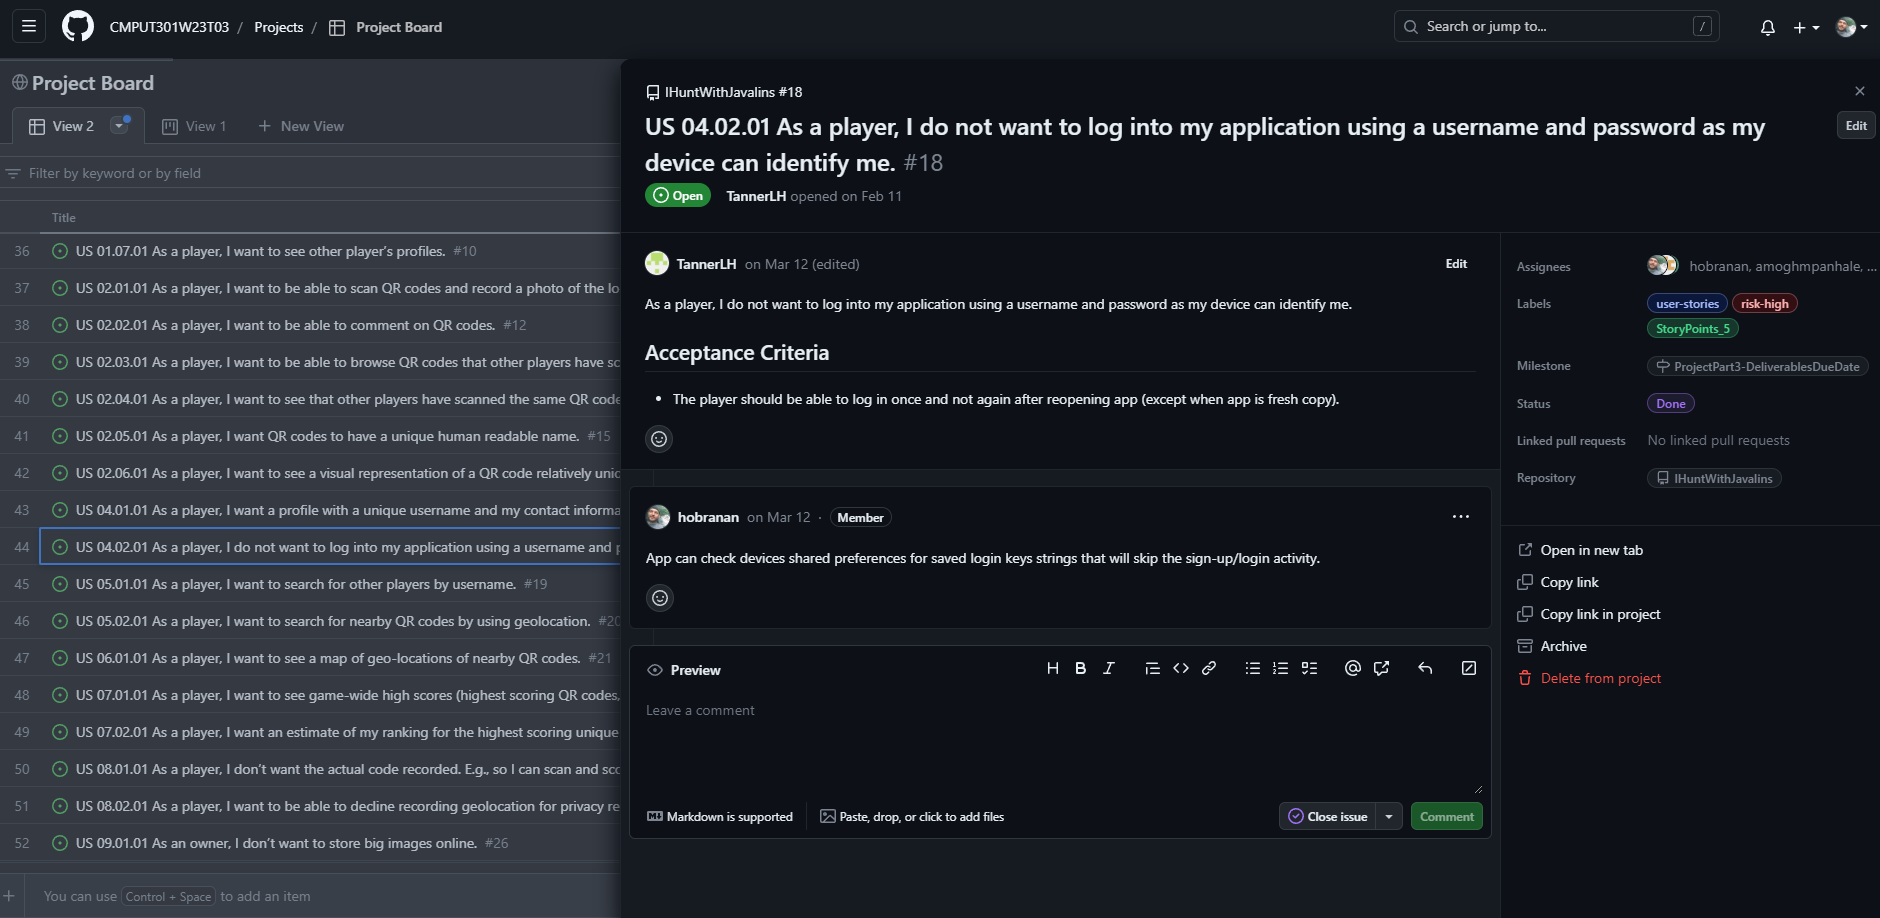 CMPUT301W23T03 / Projects / Project Board
Search or jump to... /
Project Board
View 2
View 1
New View
Filter by keyword or by field
Title
36 US 01.07.01 As a player, I want to see other player's profiles. #10
37 US 02.01.01 As a player, I want to be able to scan QR codes and record a photo of the lo
38 US 02.02.01 As a player, I want to be able to comment on QR codes. #12
39 US 02.03.01 As a player, I want to be able to browse QR codes that other players have sc
40 US 02.04.01 As a player, I want to see that other players have scanned the same QR code
41 US 02.05.01 As a player, I want QR codes to have a unique human readable name. #15
42 US 02.06.01 As a player, I want to see a visual representation of a QR code relatively uniq
43 US 04.01.01 As a player, I want a profile with a unique username and my contact informa
44 US 04.02.01 As a player, I do not want to log into my application using a username and p
45 US 05.01.01 As a player, I want to search for other players by username. #19
46 US 05.02.01 As a player, I want to search for nearby QR codes by using geolocation. #20
47 US 06.01.01 As a player, I want to see a map of geo-locations of nearby QR codes. #21
48 US 07.01.01 As a player, I want to see game-wide high scores (highest scoring QR codes,
49 US 07.02.01 As a player, I want an estimate of my ranking for the highest scoring unique
50 US 08.01.01 As a player, I don't want the actual code recorded. E.g., so I can scan and sco
51 US 08.02.01 As a player, I want to be able to decline recording geolocation for privacy re
52 US 09.01.01 As an owner, I don't want to store big images online. #26
You can use Control + Space to add an item
IHuntWithJavalins #18
US 04.02.01 As a player, I do not want to log into my application using a username and password as my
device can identify me. #18
Edit
Open
TannerLH opened on Feb 11
TannerLH on Mar 12 (edited)
Edit
As a player, I do not want to log into my application using a username and password as my device can identify me.
Acceptance Criteria
• The player should be able to log in once and not again after reopening app (except when app is fresh copy).
hobranan on Mar 12 · Member
App can check devices shared preferences for saved login keys strings that will skip the sign-up/login activity.
Preview
Leave a comment
Markdown is supported
Paste, drop, or click to add files
Close issue
Comment
Assignees
hobranan, amoghmpanhale, ...
Labels
user-stories
risk-high
StoryPoints_5
Milestone
ProjectPart3-DeliverablesDueDate
Status
Done
Linked pull requests
No linked pull requests
Repository
IHuntWithJavalins
Open in new tab
Copy link
Copy link in project
Archive
Delete from project